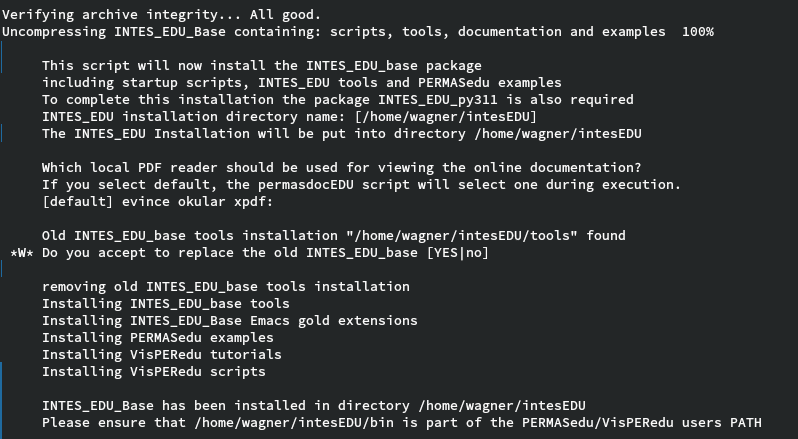 Verifying archive integrity... All good.
Uncompressing INTES_EDU_Base containing: scripts, tools, documentation and examples  100%
This script will now install the INTES_EDU_base package
including startup scripts, INTES_EDU tools and PERMASedu examples
To complete this installation the package INTES_EDU_py311 is also required
INTES_EDU installation directory name: [/home/wagner/intesEDU]
The INTES_EDU Installation will be put into directory /home/wagner/intesEDU
Which local PDF reader should be used for viewing the online documentation?
If you select default, the permasdocEDU script will select one during execution.
[default] evince okular xpdf:
Old INTES_EDU_base tools installation "/home/wagner/intesEDU/tools" found
*W* Do you accept to replace the old INTES_EDU_base [YES|no]
removing old INTES_EDU_base tools installation
Installing INTES_EDU_base tools
Installing INTES_EDU_Base Emacs gold extensions
Installing PERMASedu examples
Installing VisPERedu tutorials
Installing VisPERedu scripts
INTES_EDU_Base has been installed in directory /home/wagner/intesEDU
Please ensure that /home/wagner/intesEDU/bin is part of the PERMASedu/VisPERedu users PATH